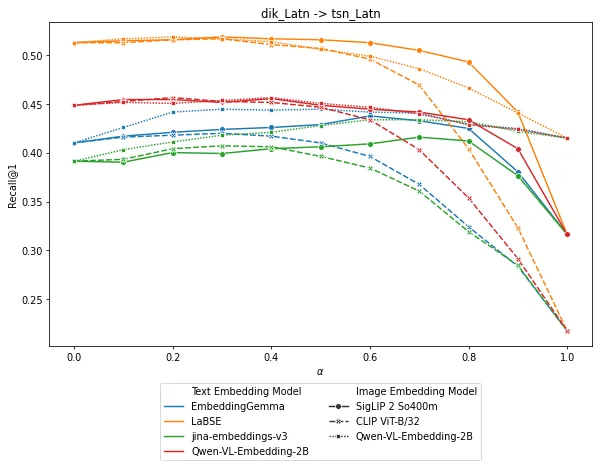 dik_Latn -> tsn_Latn
Recall@1
0.50
0.45
0.40
0.35
0.30
0.25
0.0 0.2 0.4 0.6 0.8 1.0
α
Text Embedding Model Image Embedding Model
EmbeddingGemma SigLIP 2 So400m
LaBSE CLIP ViT-B/32
jina-embeddings-v3 Qwen-VL-Embedding-2B
Qwen-VL-Embedding-2B